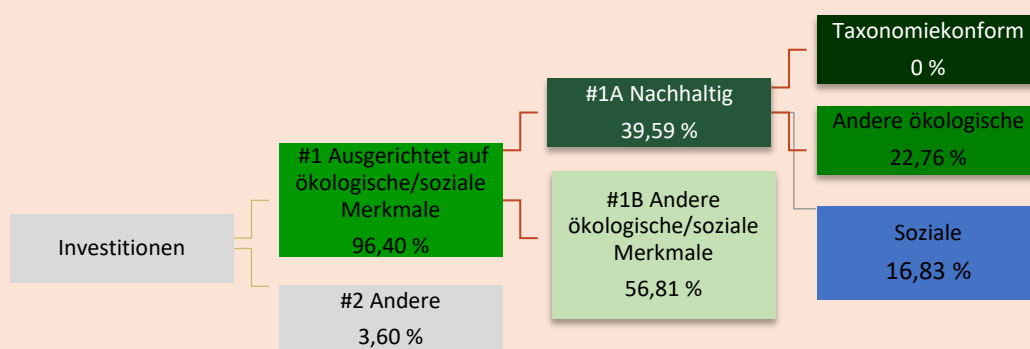 Investitionen
#1 Ausgerichtet auf
ökologische/soziale
Merkmale
96,40 %
#2 Andere
3,60 %
#1A Nachhaltig
39,59 %
#1B Andere
ökologische/soziale
Merkmale
56,81 %
Taxonomiekonform
0 %
Andere ökologische
22,76 %
Soziale
16,83 %